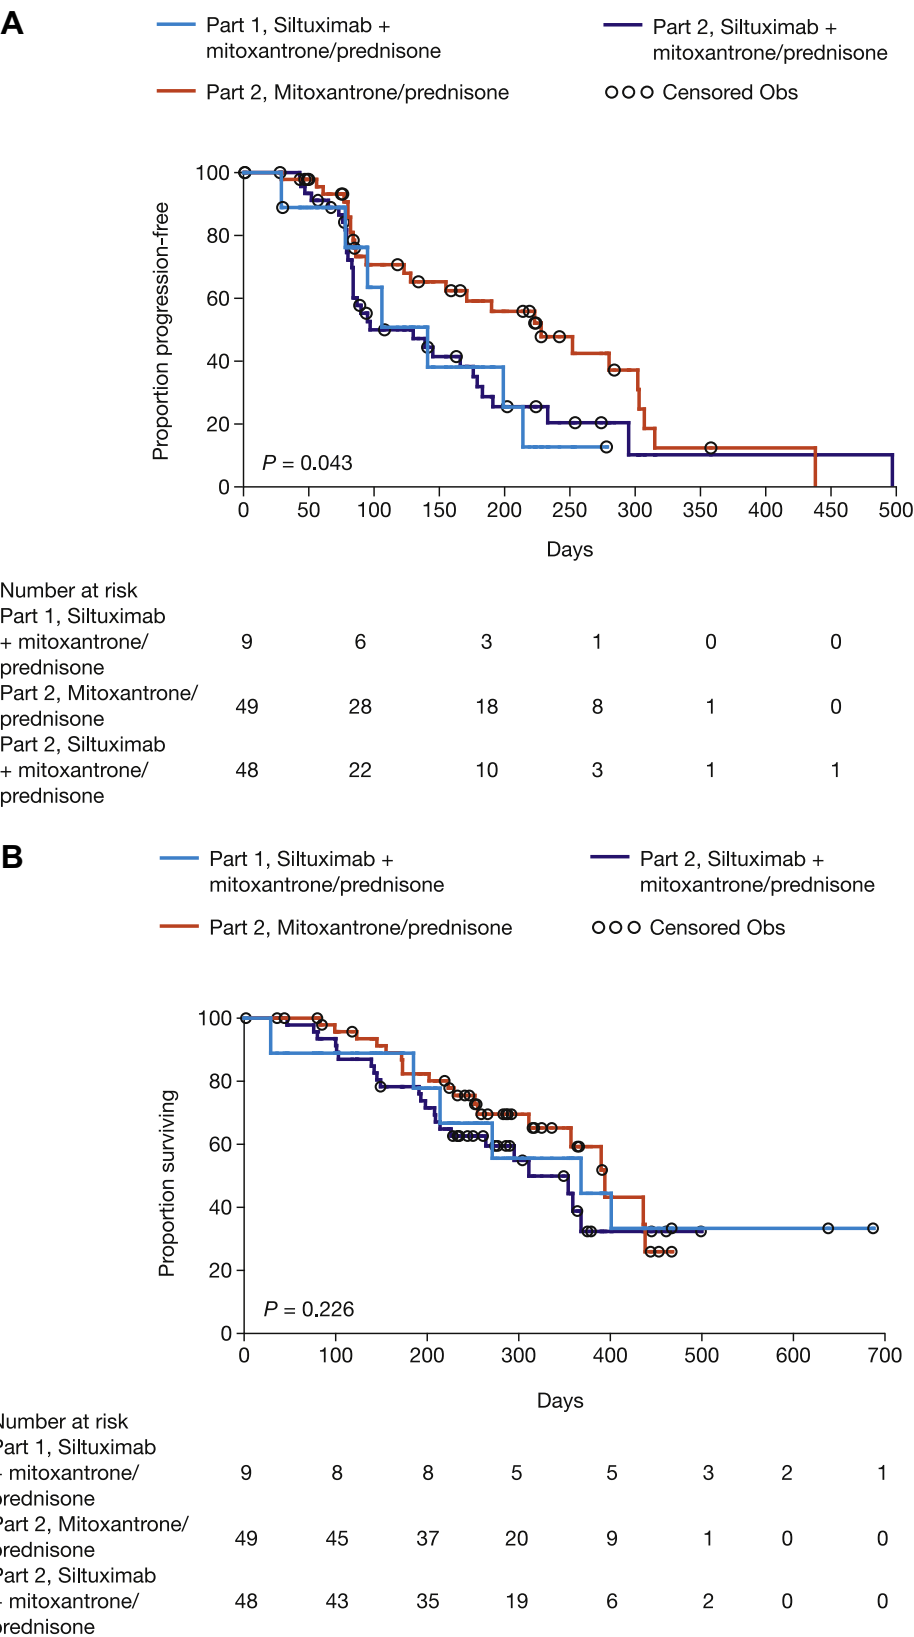 A
Part 1, Siltuximab +
mitoxantrone/prednisone
Part 2, Siltuximab +
mitoxantrone/prednisone
Part 2, Mitoxantrone/prednisone
Censored Obs
Proportion progression-free
100
80
60
40
20
0
P = 0.043
0 50 100 150 200 250 300 350 400 450 500
Days
Number at risk
Part 1, Siltuximab
+ mitoxantrone/ 9 6 3 1 0 0
prednisone
Part 2, Mitoxantrone/
prednisone 49 28 18 8 1 0
Part 2, Siltuximab
+ mitoxantrone/ 48 22 10 3 1 1
prednisone
B
Part 1, Siltuximab +
mitoxantrone/prednisone
Part 2, Siltuximab +
mitoxantrone/prednisone
Part 2, Mitoxantrone/prednisone
Censored Obs
Proportion surviving
100
80
60
40
20
0
P = 0.226
0 100 200 300 400 500 600 700
Days
Number at risk
Part 1, Siltuximab
+ mitoxantrone/ 9 8 8 5 5 3 2 1
prednisone
Part 2, Mitoxantrone/
prednisone 49 45 37 20 9 1 0 0
Part 2, Siltuximab
+ mitoxantrone/ 48 43 35 19 6 2 0 0
prednisone